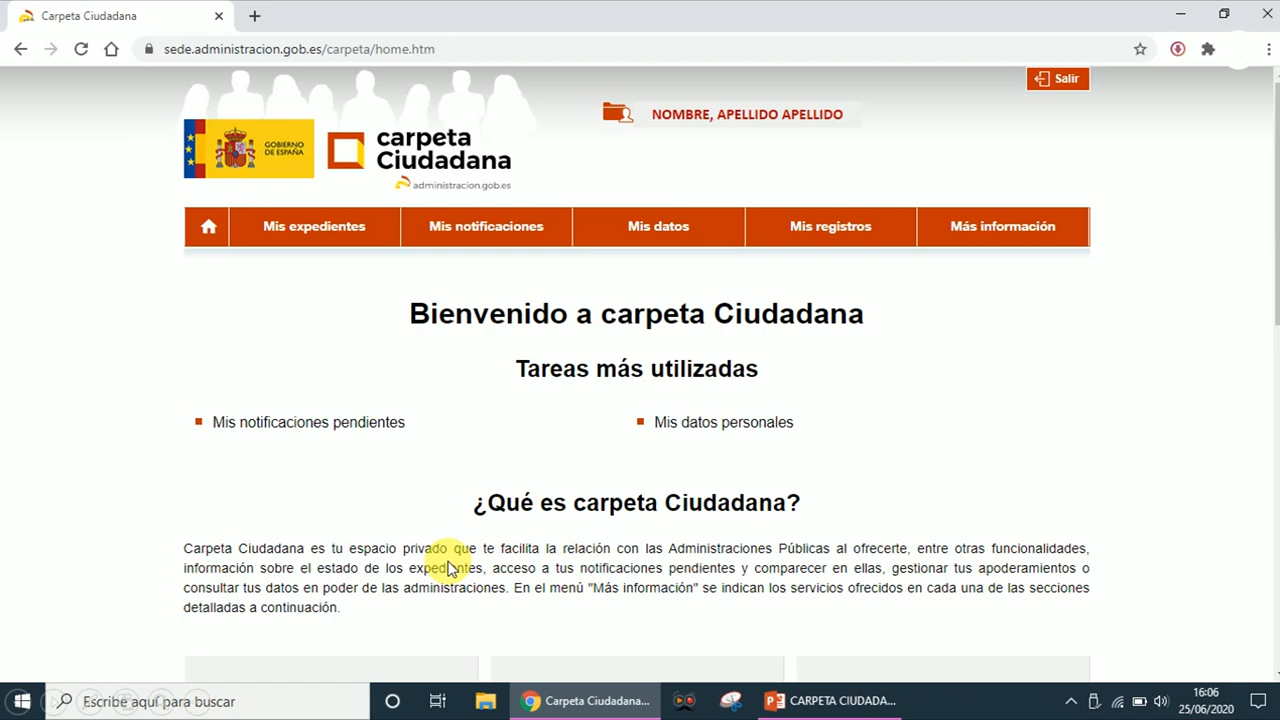 Carpeta Ciudadana
sede.administracion.gob.es/carpeta/home.htm
Salir
NOMBRE, APELLIDO APELLIDO
GOBIERNO
DE ESPAÑA
carpeta
Ciudadana
administracion.gob.es
Mis expedientes
Mis notificaciones
Mis datos
Mis registros
Más información
Bienvenido a carpeta Ciudadana
Tareas más utilizadas
Mis notificaciones pendientes
Mis datos personales
¿Qué es carpeta Ciudadana?
Carpeta Ciudadana es tu espacio privado que te facilita la relación con las Administraciones Públicas al ofrecerte, entre otras funcionalidades,
información sobre el estado de los expedientes, acceso a tus notificaciones pendientes y comparecer en ellas, gestionar tus apoderamientos o
consultar tus datos en poder de las administraciones. En el menú "Más información" se indican los servicios ofrecidos en cada una de las secciones
detalladas a continuación.
Escribe aquí para buscar
Carpeta Ciudadana...
CARPETA CIUDADA...
16:06
25/06/2020